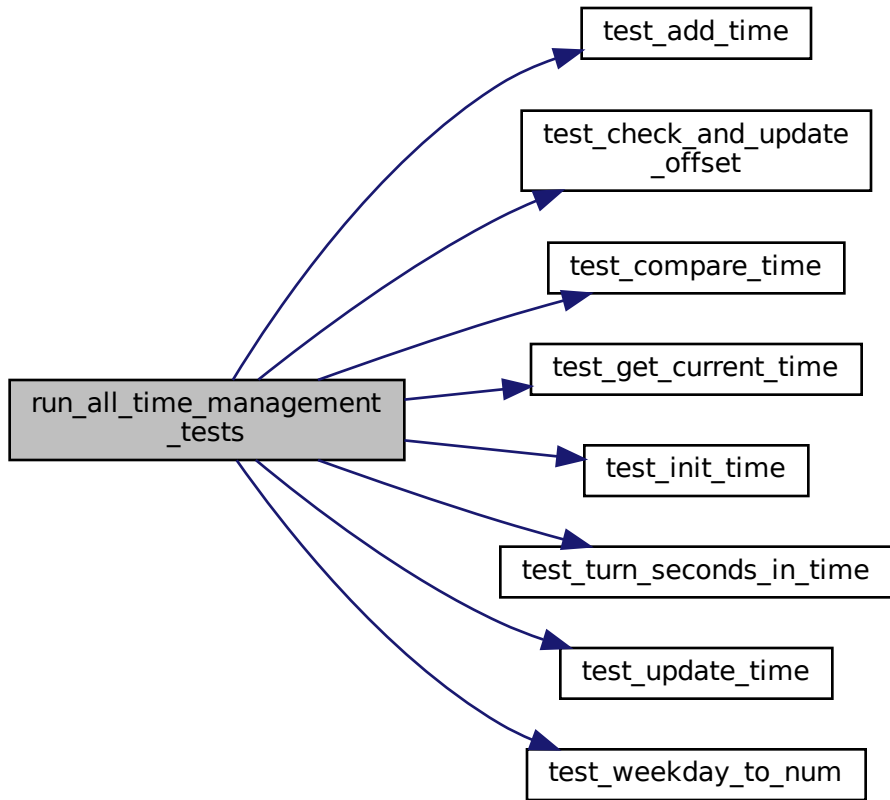 run_all_time_management
_tests
test_add_time
test_check_and_update
_offset
test_compare_time
test_get_current_time
test_init_time
test_turn_seconds_in_time
test_update_time
test_weekday_to_num